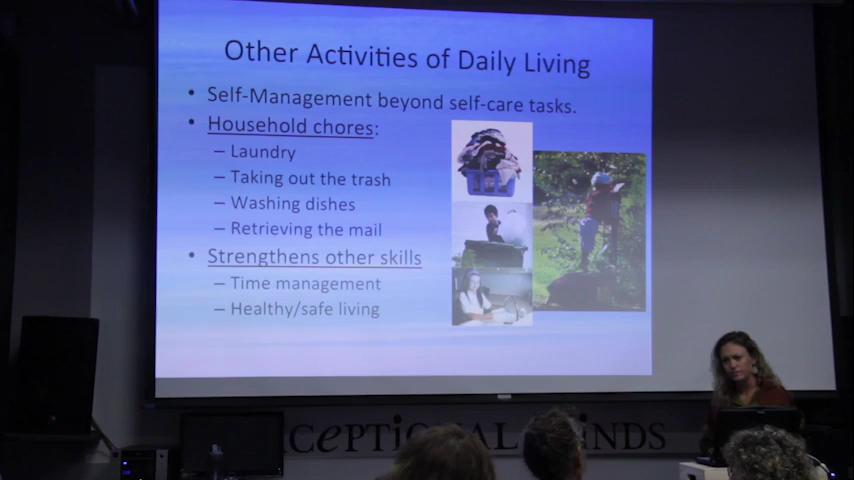 Other Activities of Daily Living
• Self-Management beyond self-care tasks.
• Household chores:
– Laundry
– Taking out the trash
– Washing dishes
– Retrieving the mail
• Strengthens other skills
– Time management
– Healthy/safe living